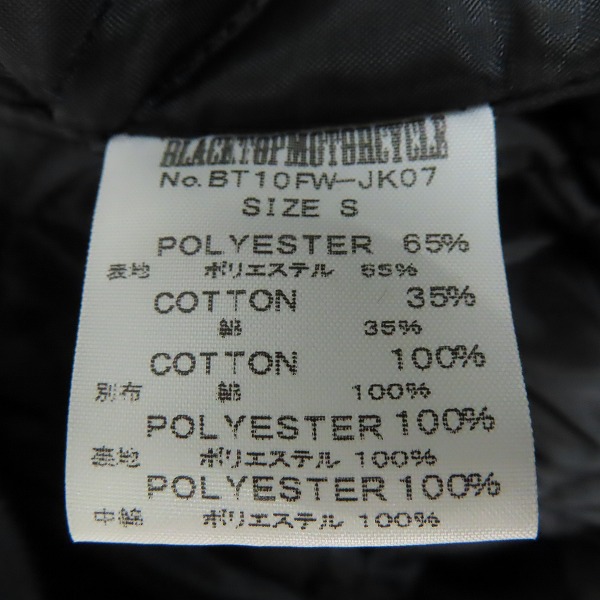 BLACKTOPMOTORCYCLE
No.BT10FW-JK07
SIZE S
POLYESTER 65%
表地 ポリエステル 65%
COTTON 35%
綿 35%
COTTON 100%
別布 綿 100%
POLYESTER 100%
裏地 ポリエステル 100%
POLYESTER 100%
中綿 ポリエステル 100%